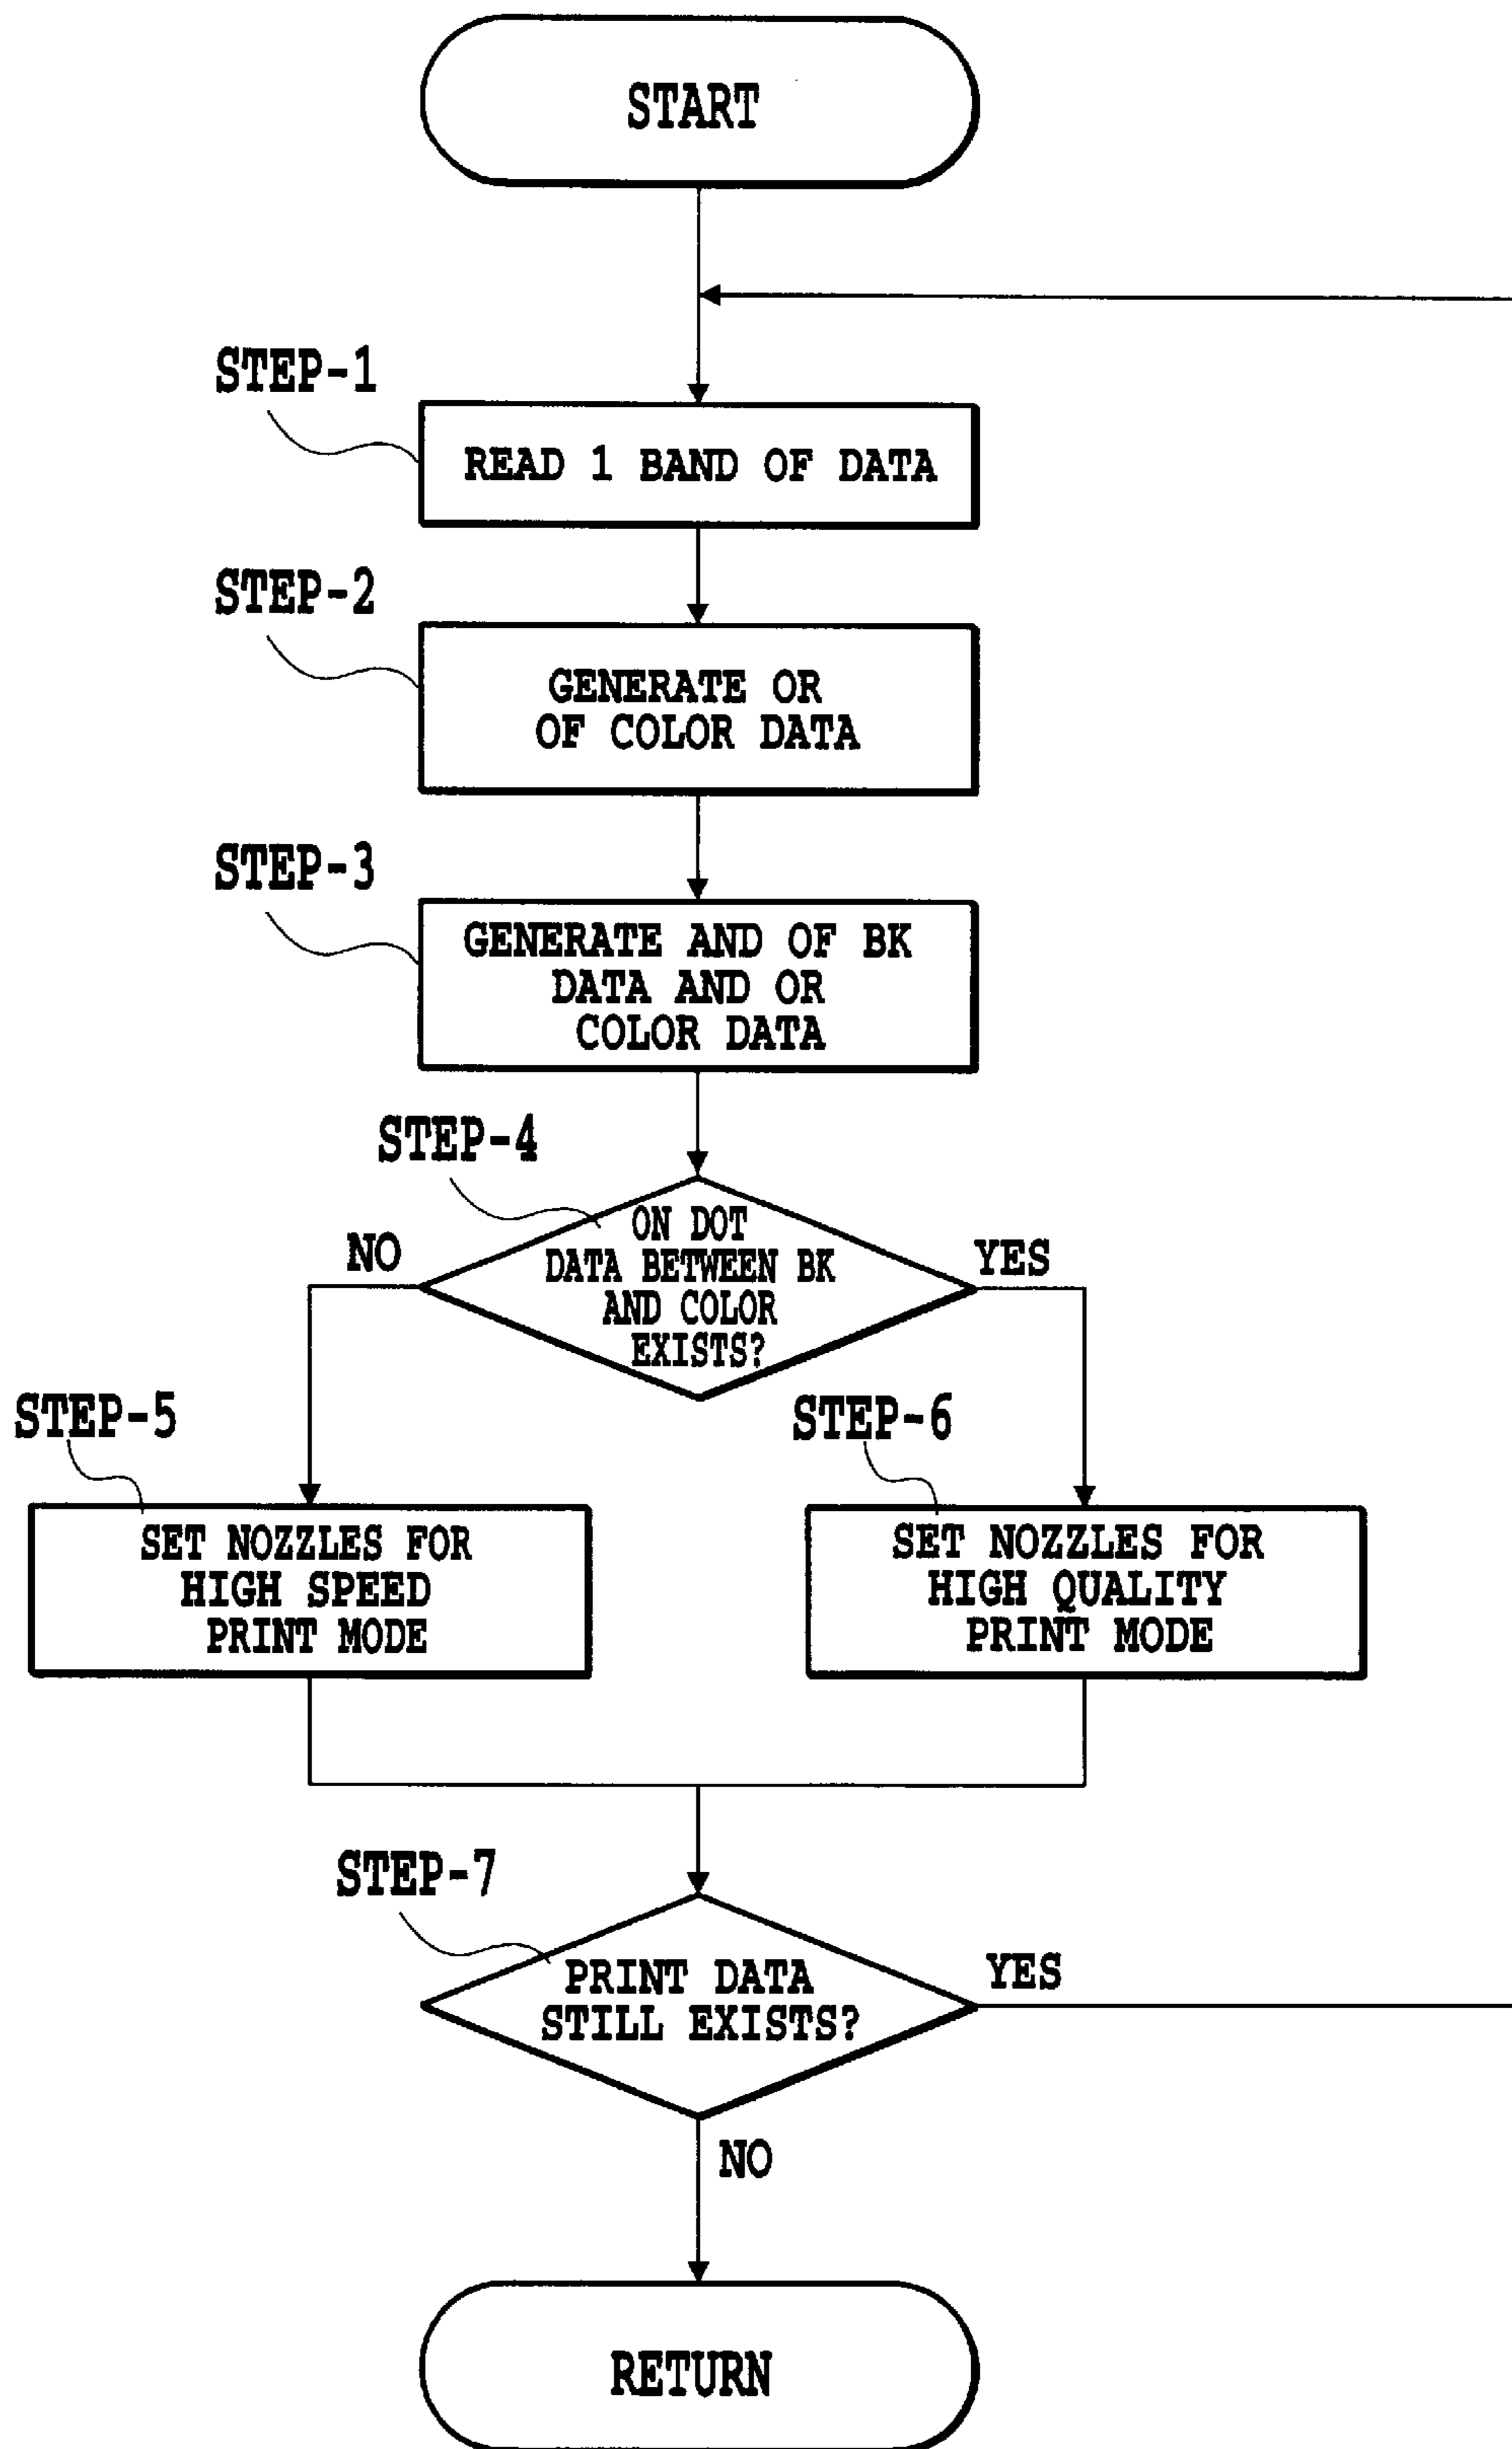 START
STEP-1
READ 1 BAND OF DATA
STEP-2
GENERATE OR
OF COLOR DATA
STEP-3
GENERATE AND OF BK
DATA AND OR
COLOR DATA
STEP-4
ON DOT
DATA BETWEEN BK
AND COLOR
EXISTS?
NO
YES
STEP-5
SET NOZZLES FOR
HIGH SPEED
PRINT MODE
STEP-6
SET NOZZLES FOR
HIGH QUALITY
PRINT MODE
STEP-7
PRINT DATA
STILL EXISTS?
YES
NO
RETURN